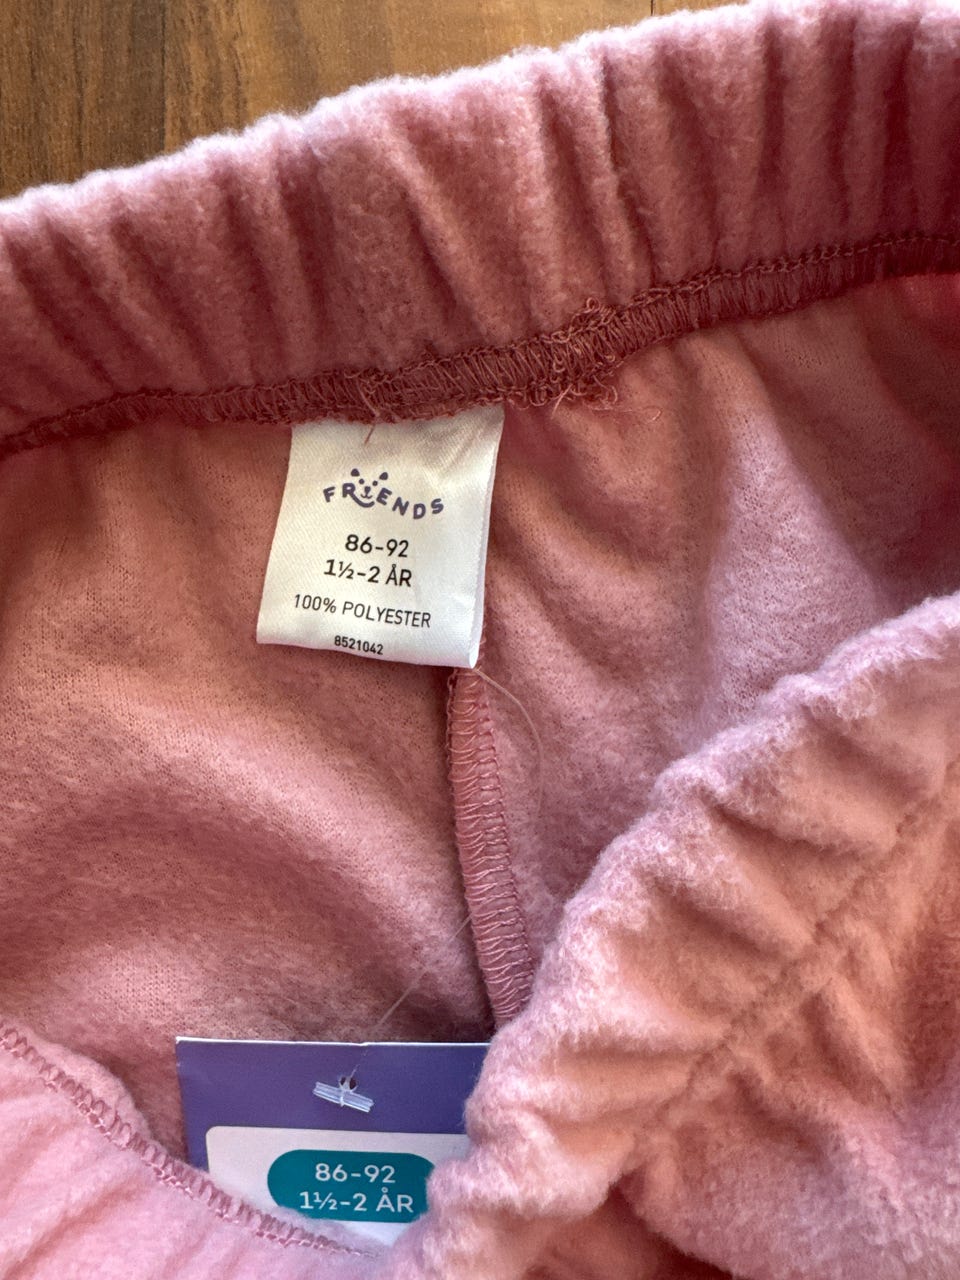 FRIENDS
86-92
1½-2 ÅR
100% POLYESTER
8521042
86-92
1½-2 ÅR